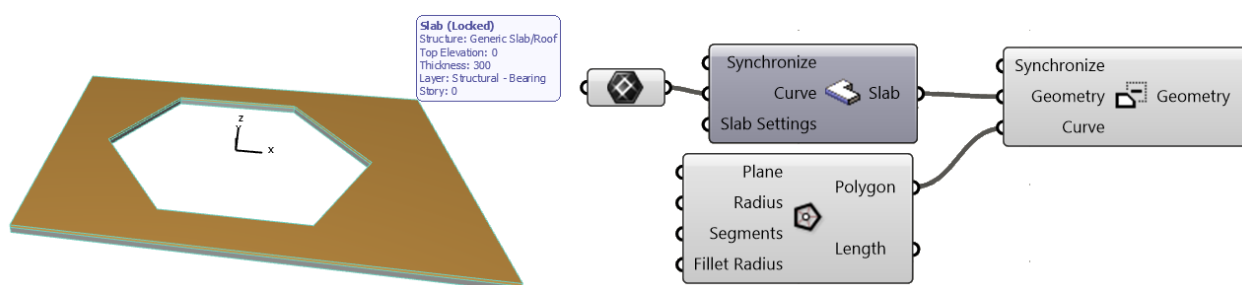 Slab (Locked)
Structure: Generic Slab/Roof
Top Elevation: 0
Thickness: 300
Layer: Structural - Bearing
Story: 0
z
y
x
Synchronize
Curve
Slab
Slab Settings
Plane
Radius
Segments
Fillet Radius
Polygon
Length
Synchronize
Geometry
Curve
Geometry